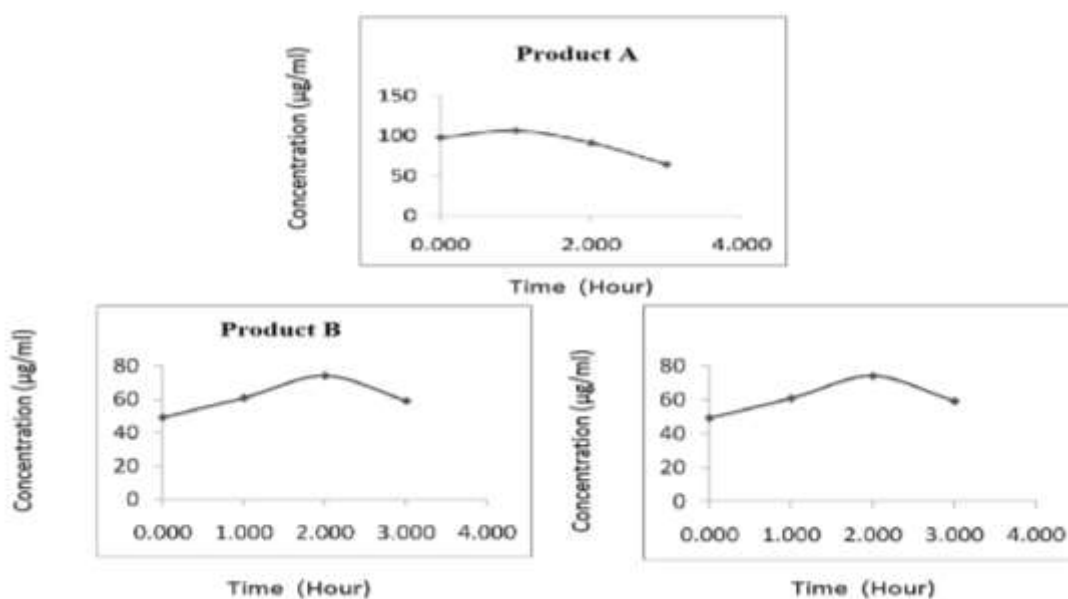 Product A
Concentration (µg/ml)
150
100
50
0
0.000 2.000 4.000
Time (Hour)
Product B
Concentration (µg/ml)
80
60
40
20
0
0.000 1.000 2.000 3.000 4.000
Time (Hour)
Concentration (µg/ml)
80
60
40
20
0
0.000 1.000 2.000 3.000 4.000
Time (Hour)